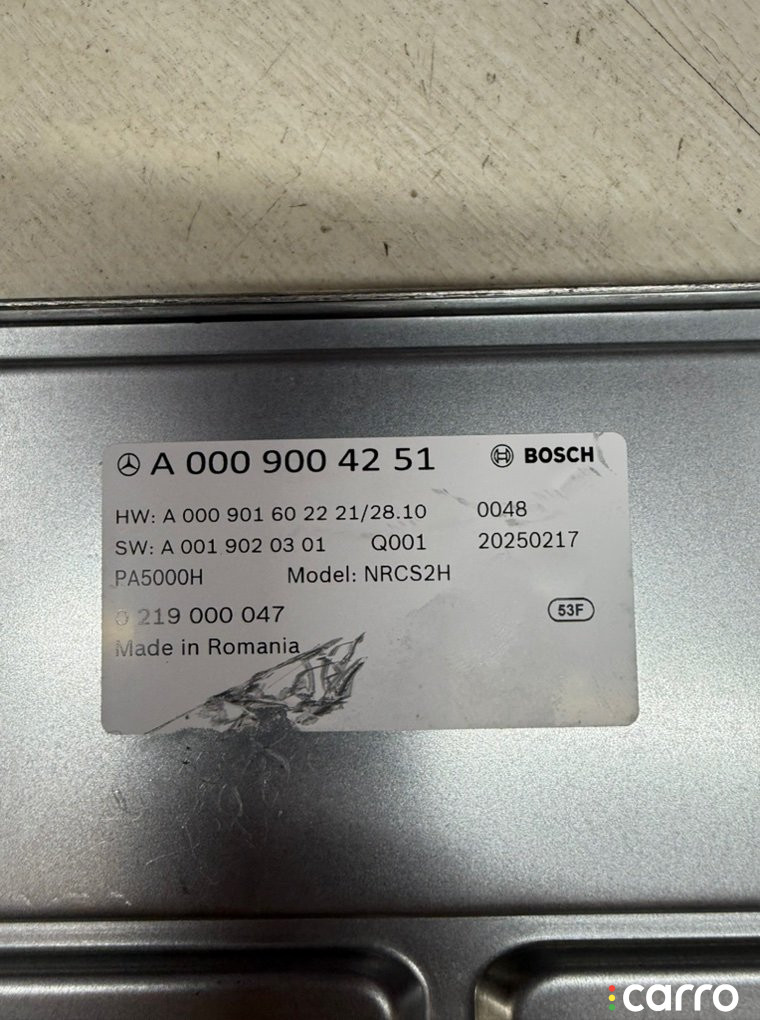 A 000 900 42 51 BOSCH
HW: A 000 901 60 22 21/28.10 0048
SW: A 001 902 03 01 Q001 20250217
PA5000H Model: NRCS2H
0 219 000 047 53F
Made in Romania
carro